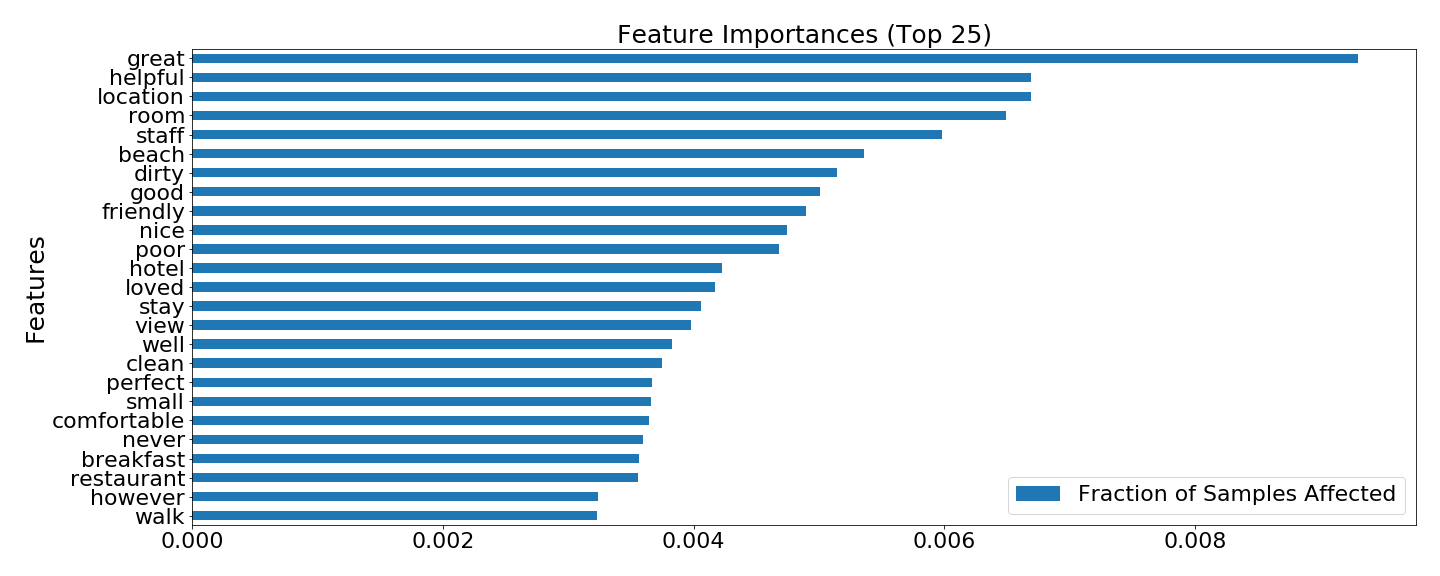 Feature Importances (Top 25)
great
helpful
location
room
staff
beach
dirty
good
friendly
nice
poor
hotel
loved
stay
view
well
clean
perfect
small
comfortable
never
breakfast
restaurant
however
walk
Features
Fraction of Samples Affected
0.000 0.002 0.004 0.006 0.008